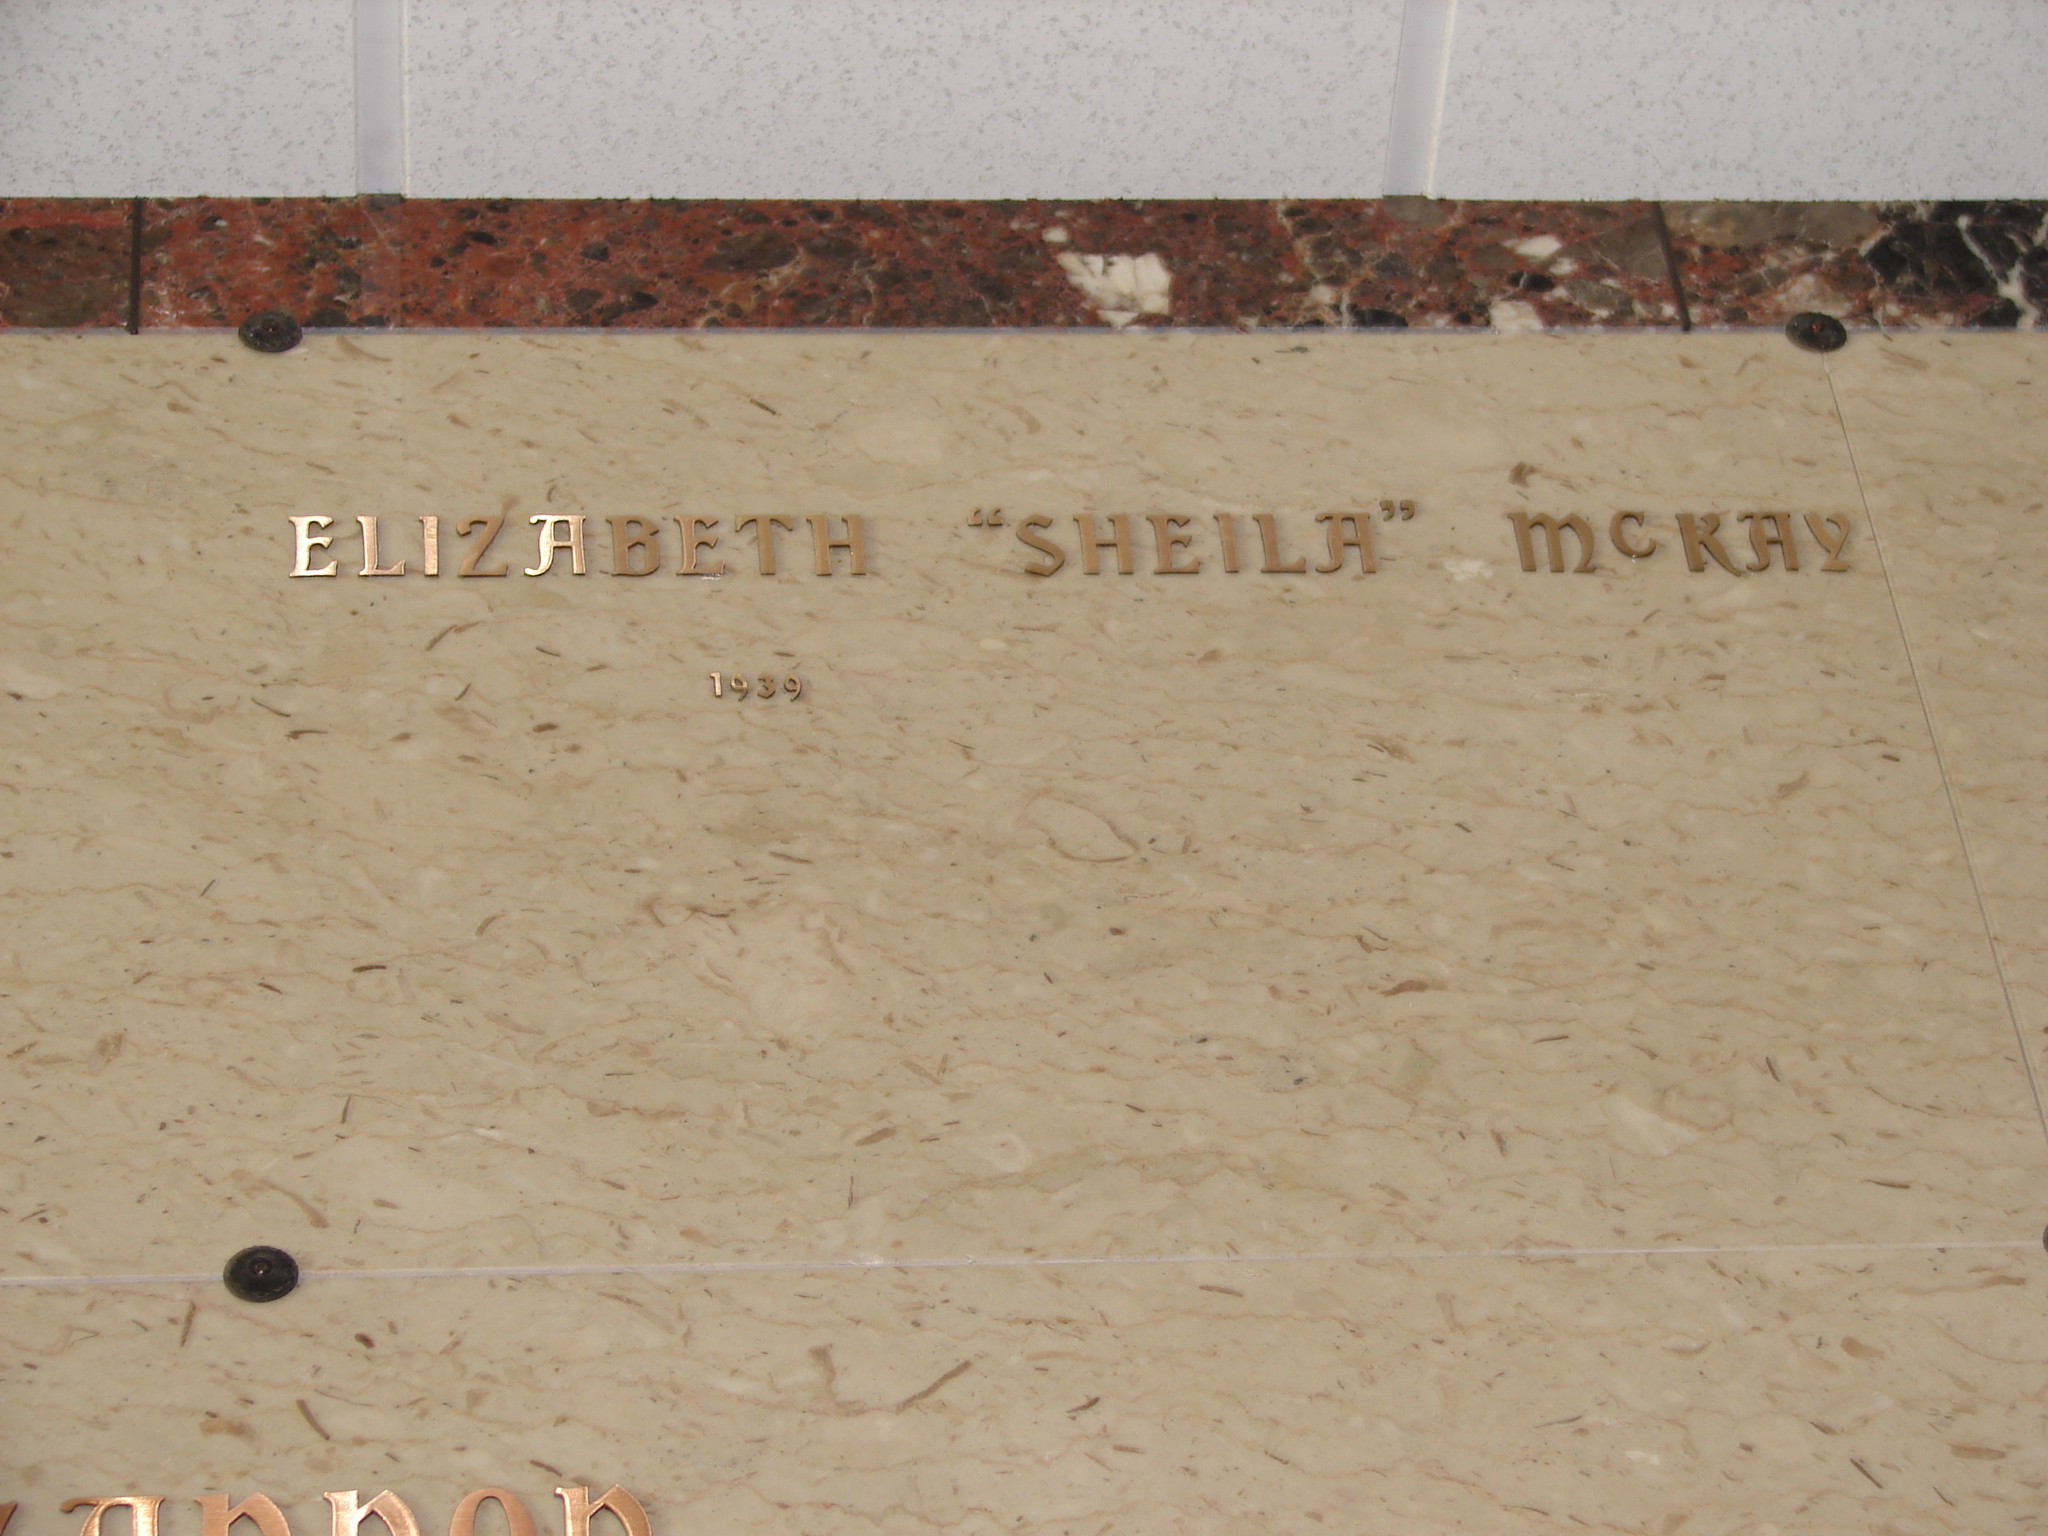 ELIZABETH “SHEILA” McKAY
1939